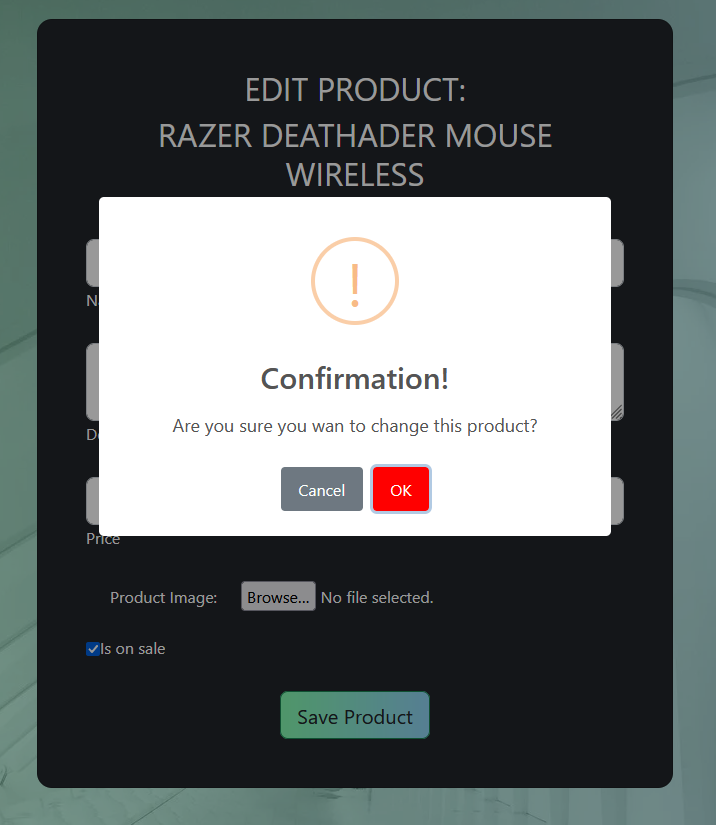 EDIT PRODUCT:
RAZER DEATHADER MOUSE
WIRELESS
!
Confirmation!
Are you sure you wan to change this product?
Cancel
OK
Price
Product Image:
Browse...
No file selected.
Is on sale
Save Product